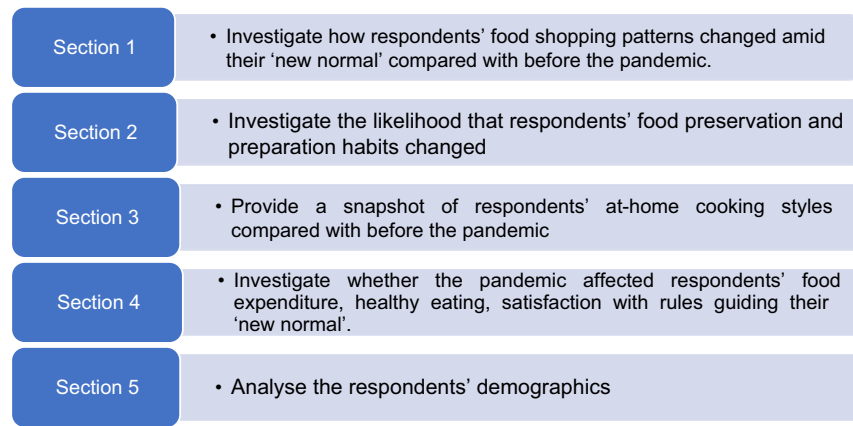 Section 1
• Investigate how respondents’ food shopping patterns changed amid
their ‘new normal’ compared with before the pandemic.
Section 2
• Investigate the likelihood that respondents’ food preservation and
preparation habits changed
Section 3
• Provide a snapshot of respondents’ at-home cooking styles
compared with before the pandemic
Section 4
• Investigate whether the pandemic affected respondents’ food
expenditure, healthy eating, satisfaction with rules guiding their
‘new normal’.
Section 5
• Analyse the respondents’ demographics